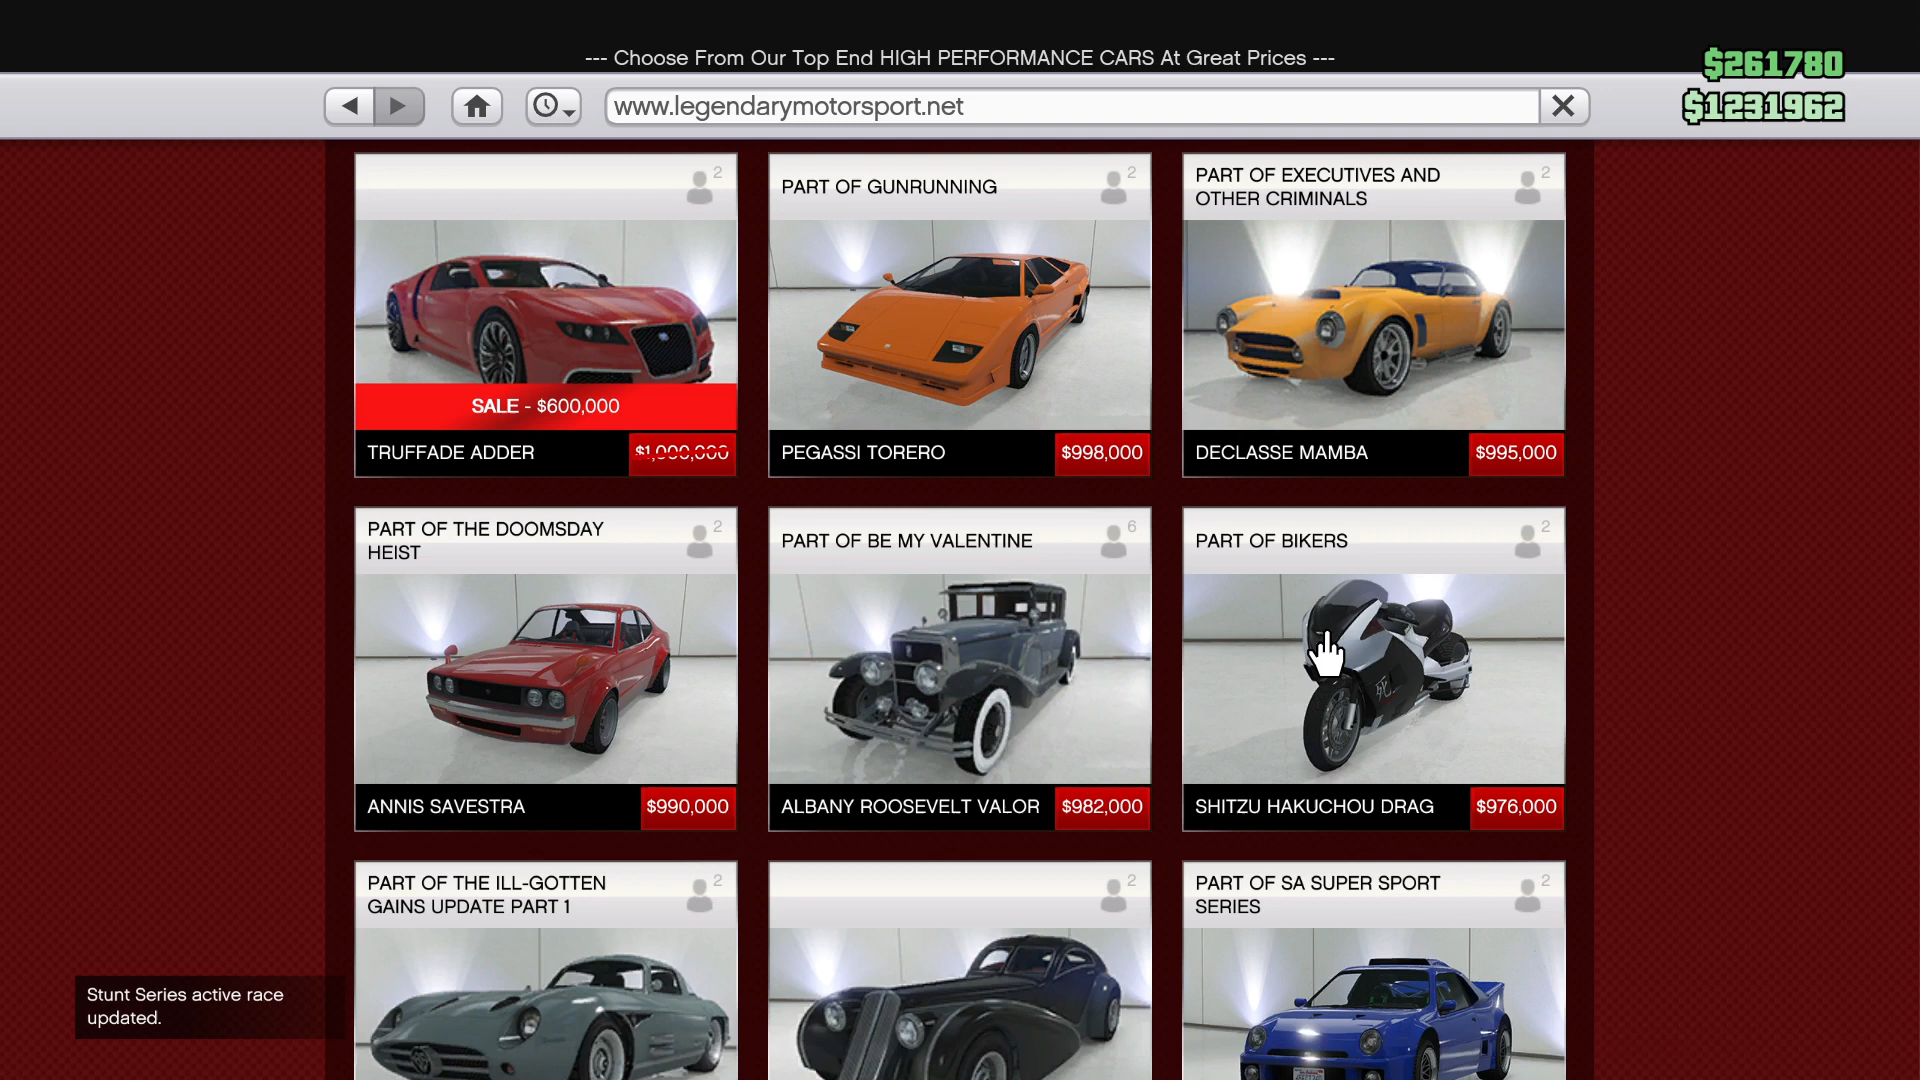 --- Choose From Our Top End HIGH PERFORMANCE CARS At Great Prices ---
$261780
www.legendarymotorsport.net
$1231962
2
PART OF GUNRUNNING
2
PART OF EXECUTIVES AND
OTHER CRIMINALS
2
SALE - $600,000
TRUFFADE ADDER
$1,000,000
PEGASSI TORERO
$998,000
DECLASSE MAMBA
$995,000
PART OF THE DOOMSDAY
HEIST
2
PART OF BE MY VALENTINE
6
PART OF BIKERS
2
ANNIS SAVESTRA
$990,000
ALBANY ROOSEVELT VALOR
$982,000
SHITZU HAKUCHOU DRAG
$976,000
PART OF THE ILL-GOTTEN
GAINS UPDATE PART 1
2
2
PART OF SA SUPER SPORT
SERIES
2
Stunt Series active race
updated.